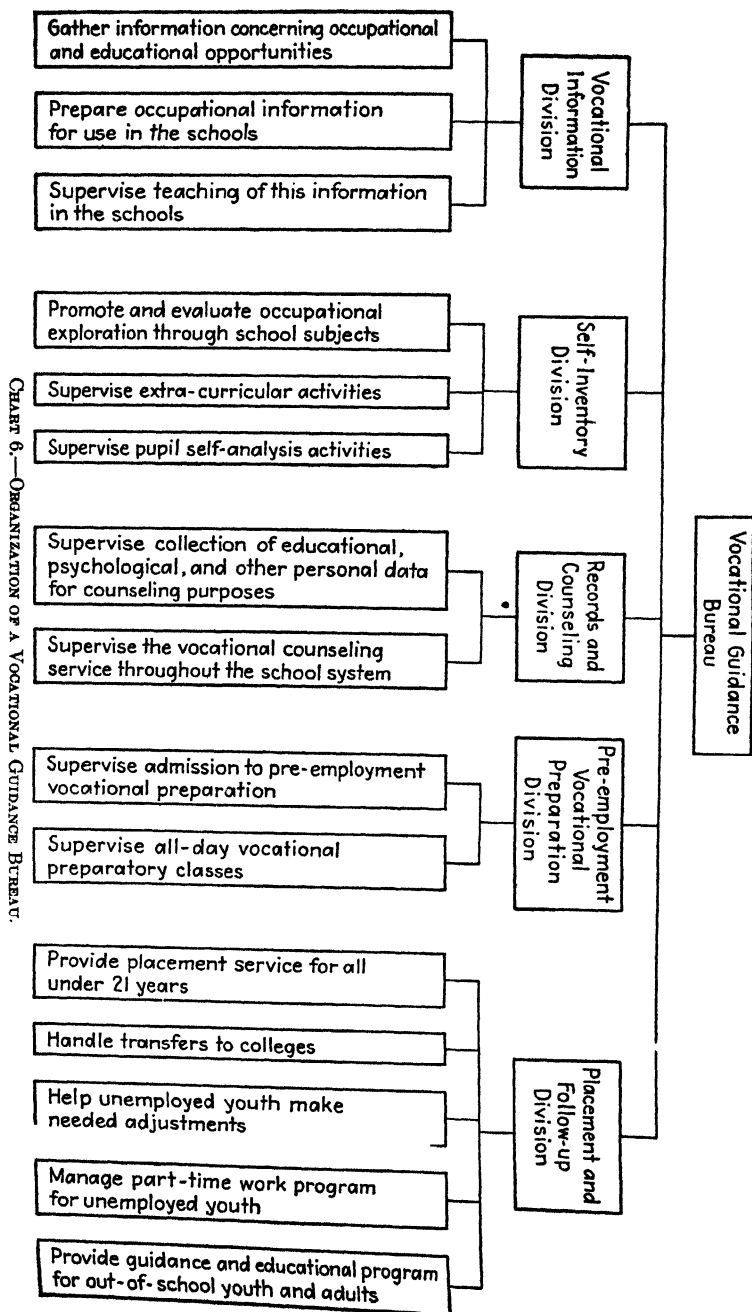 Vocational Guidance
Bureau
Vocational
Information
Division
Gather information concerning occupational
and educational opportunities
Prepare occupational information
for use in the schools
Supervise teaching of this information
in the schools
Self-Inventory
Division
Promote and evaluate occupational
exploration through school subjects
Supervise extra-curricular activities
Supervise pupil self-analysis activities
Records and
Counseling
Division
Supervise collection of educational,
psychological, and other personal data
for counseling purposes
Supervise the vocational counseling
service throughout the school system
Pre-employment
Vocational
Preparation
Division
Supervise admission to pre-employment
vocational preparation
Supervise all-day vocational
preparatory classes
Placement and
Follow-up
Division
Provide placement service for all
under 21 years
Handle transfers to colleges
Help unemployed youth make
needed adjustments
Manage part-time work program
for unemployed youth
Provide guidance and educational program
for out-of-school youth and adults
CHART 6.—ORGANIZATION OF A VOCATIONAL GUIDANCE BUREAU.